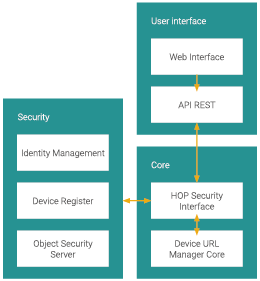 User interface
Web Interface
API REST
Security
Identity Management
Device Register
Object Security
Server
Core
HOP Security
Interface
Device URL
Manager Core